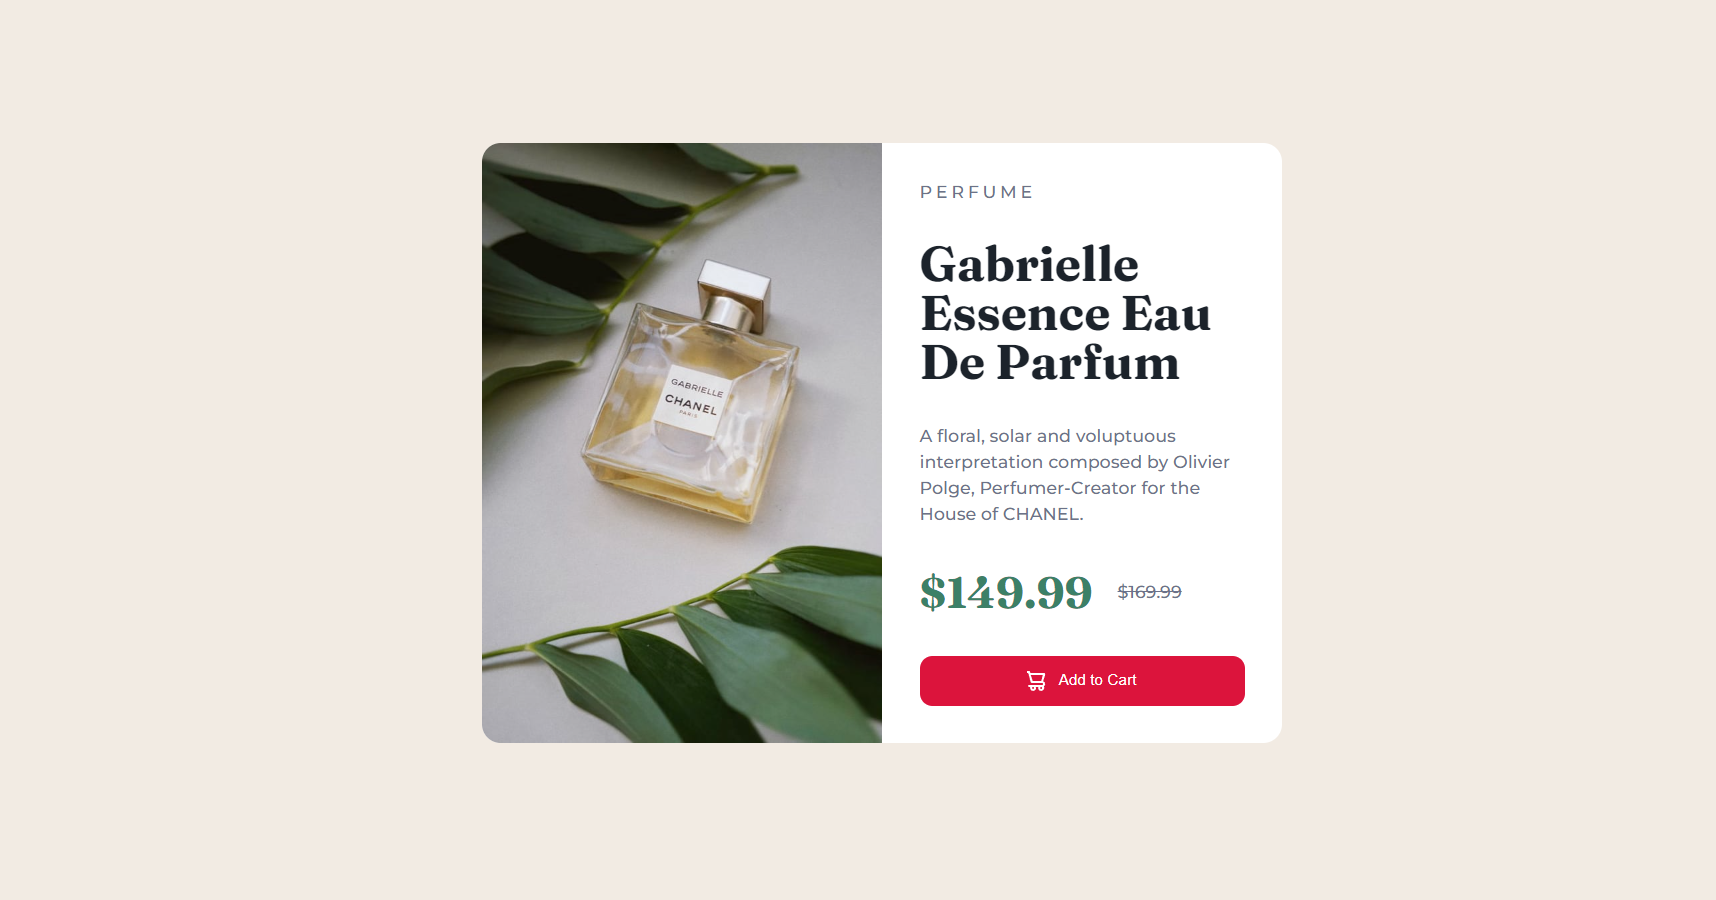 GABRIELLE
CHANEL
PARIS
PERFUME
Gabrielle
Essence Eau
De Parfum
A floral, solar and voluptuous
interpretation composed by Olivier
Polge, Perfumer-Creator for the
House of CHANEL.
$149.99 $169.99
Add to Cart